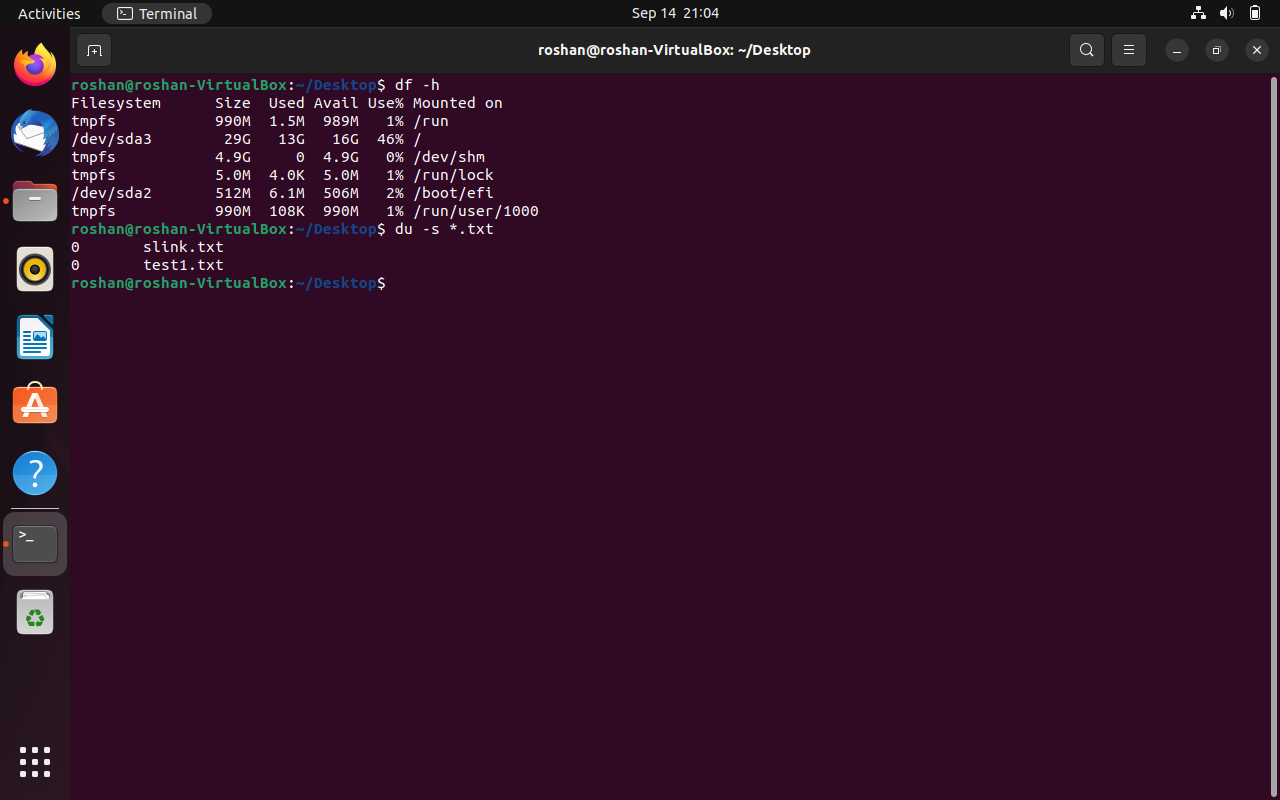 Activities
Terminal
Sep 14 21:04
roshan@roshan-VirtualBox: ~/Desktop
roshan@roshan-VirtualBox:~/Desktop$ df -h
Filesystem      Size  Used Avail Use% Mounted on
tmpfs           990M  1.5M  989M   1% /run
/dev/sda3        29G   13G   16G  46% /
tmpfs           4.9G     0  4.9G   0% /dev/shm
tmpfs           5.0M  4.0K  5.0M   1% /run/lock
/dev/sda2       512M  6.1M  506M   2% /boot/efi
tmpfs           990M  108K  990M   1% /run/user/1000
roshan@roshan-VirtualBox:~/Desktop$ du -s *.txt
0       slink.txt
0       test1.txt
roshan@roshan-VirtualBox:~/Desktop$